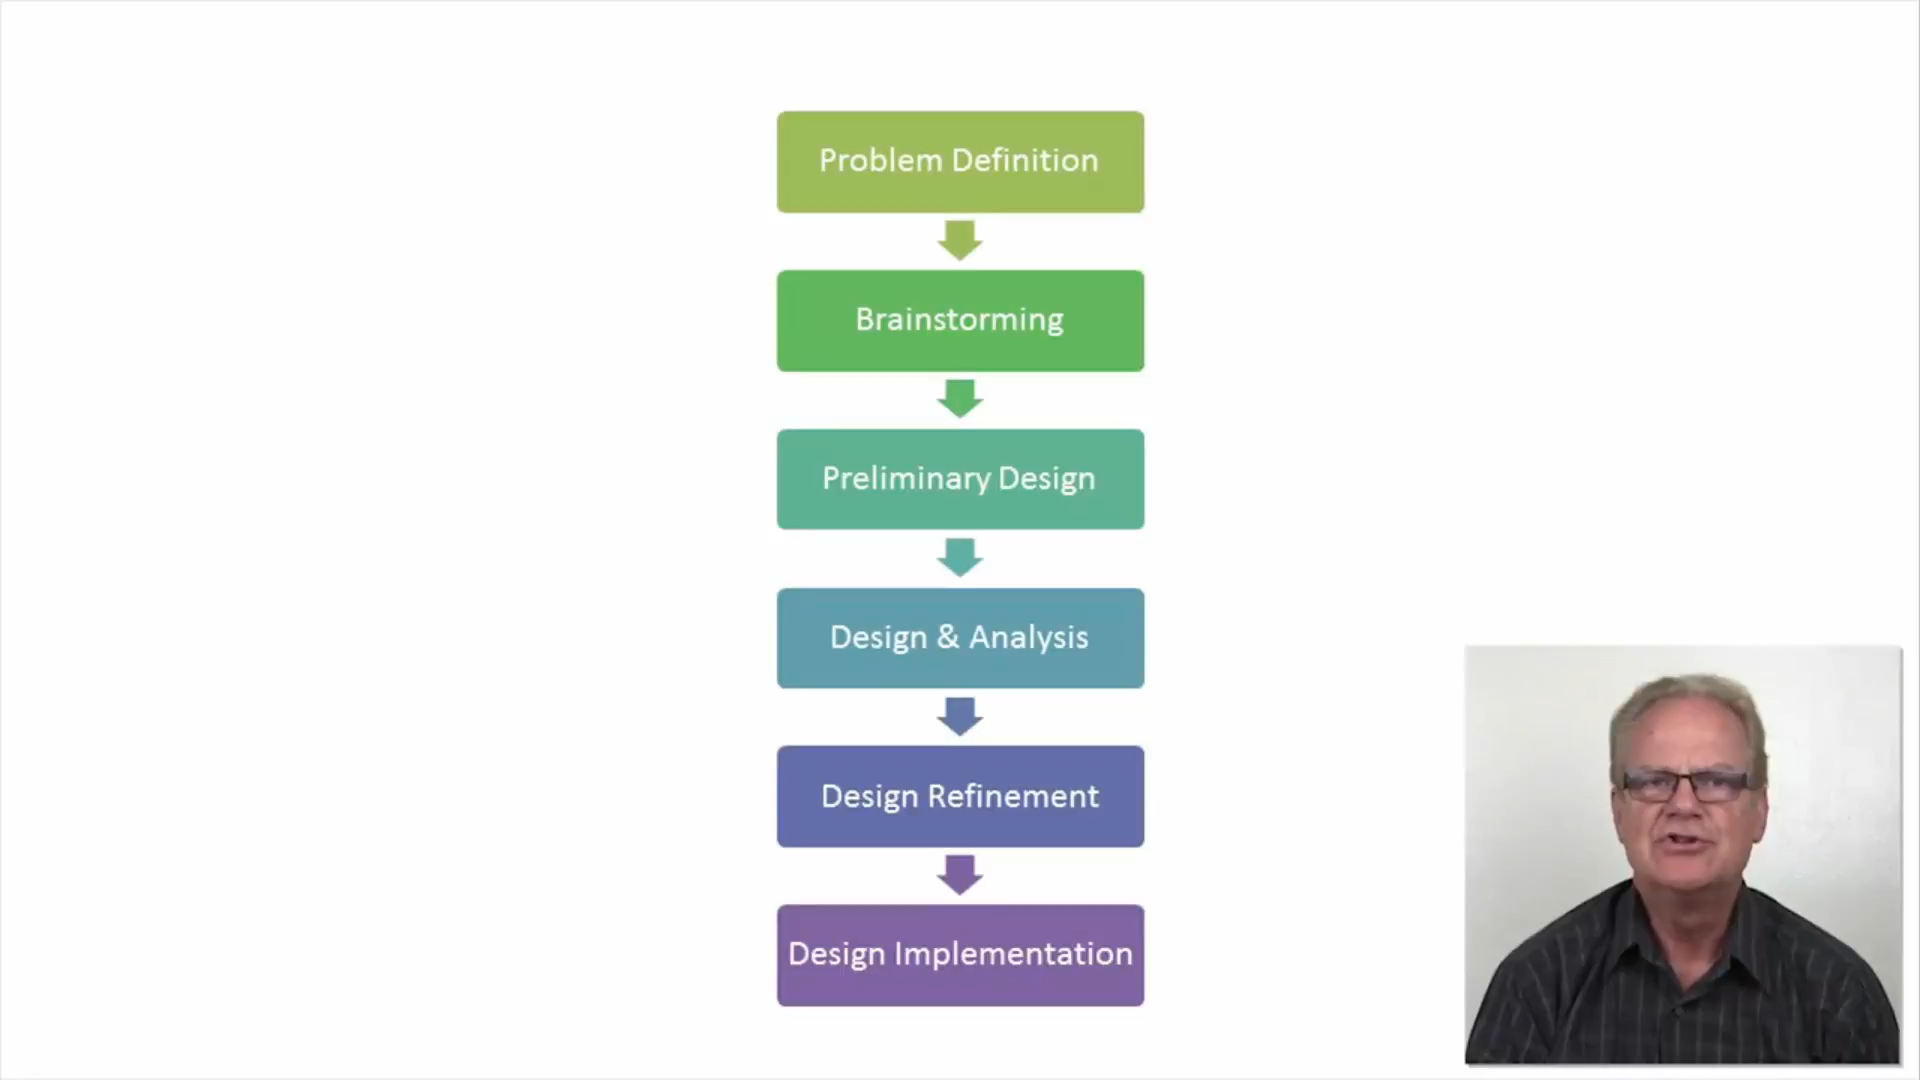 Problem Definition
Brainstorming
Preliminary Design
Design & Analysis
Design Refinement
Design Implementation